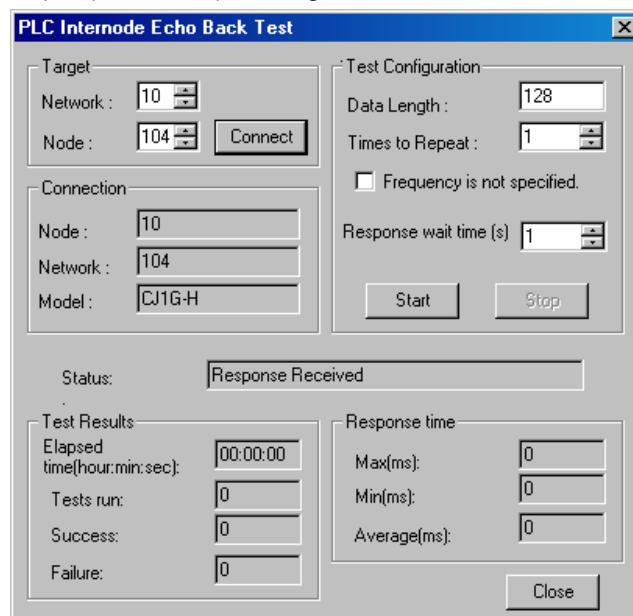 PLC Internode Echo Back Test
Target
Network : 10
Node : 104 Connect
Connection
Node : 10
Network : 104
Model : CJ1G-H
Test Configuration
Data Length : 128
Times to Repeat : 1
Frequency is not specified.
Response wait time (s) 1
Start Stop
Status: Response Received
Test Results
Elapsed
time(hour:min:sec): 00:00:00
Tests run: 0
Success: 0
Failure: 0
Response time
Max(ms): 0
Min(ms): 0
Average(ms): 0
Close